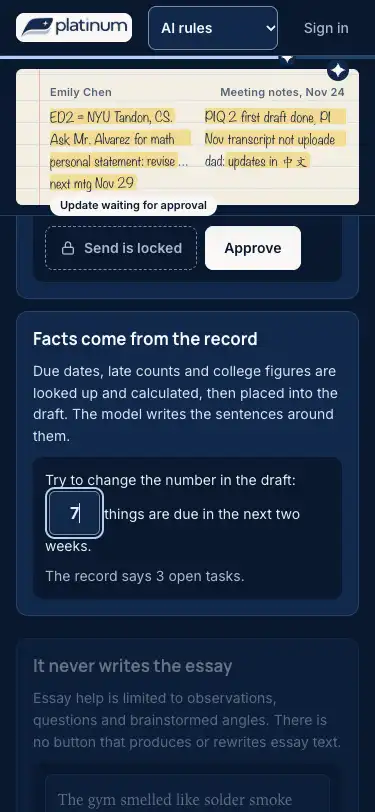 platinum
AI rules
Sign in
Emily Chen
Meeting notes, Nov 24
ED2 = NYU Tandon, CS.
Ask Mr. Alvarez for math
personal statement: revise ...
next mtg Nov 29
PIQ 2 first draft done, PI
Nov transcript not uploade
dad: updates in 中文
Update waiting for approval
Send is locked
Approve
Facts come from the record
Due dates, late counts and college figures are
looked up and calculated, then placed into the
draft. The model writes the sentences around
them.
Try to change the number in the draft:
7 things are due in the next two
weeks.
The record says 3 open tasks.
It never writes the essay
Essay help is limited to observations,
questions and brainstormed angles. There is
no button that produces or rewrites essay text.
The gym smelled like solder smoke